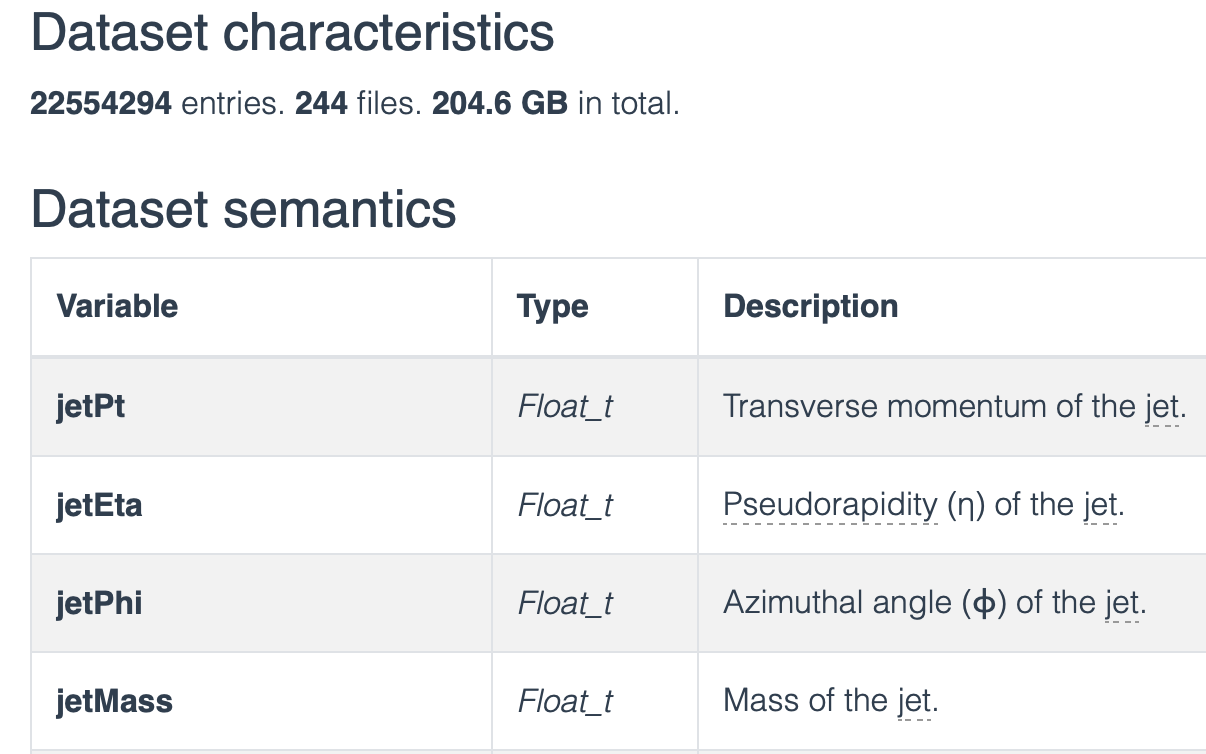 Dataset characteristics
22554294 entries. 244 files. 204.6 GB in total.
Dataset semantics
Variable Type Description
jetPt Float_t Transverse momentum of the jet.
jetEta Float_t Pseudorapidity (η) of the jet.
jetPhi Float_t Azimuthal angle (ϕ) of the jet.
jetMass Float_t Mass of the jet.